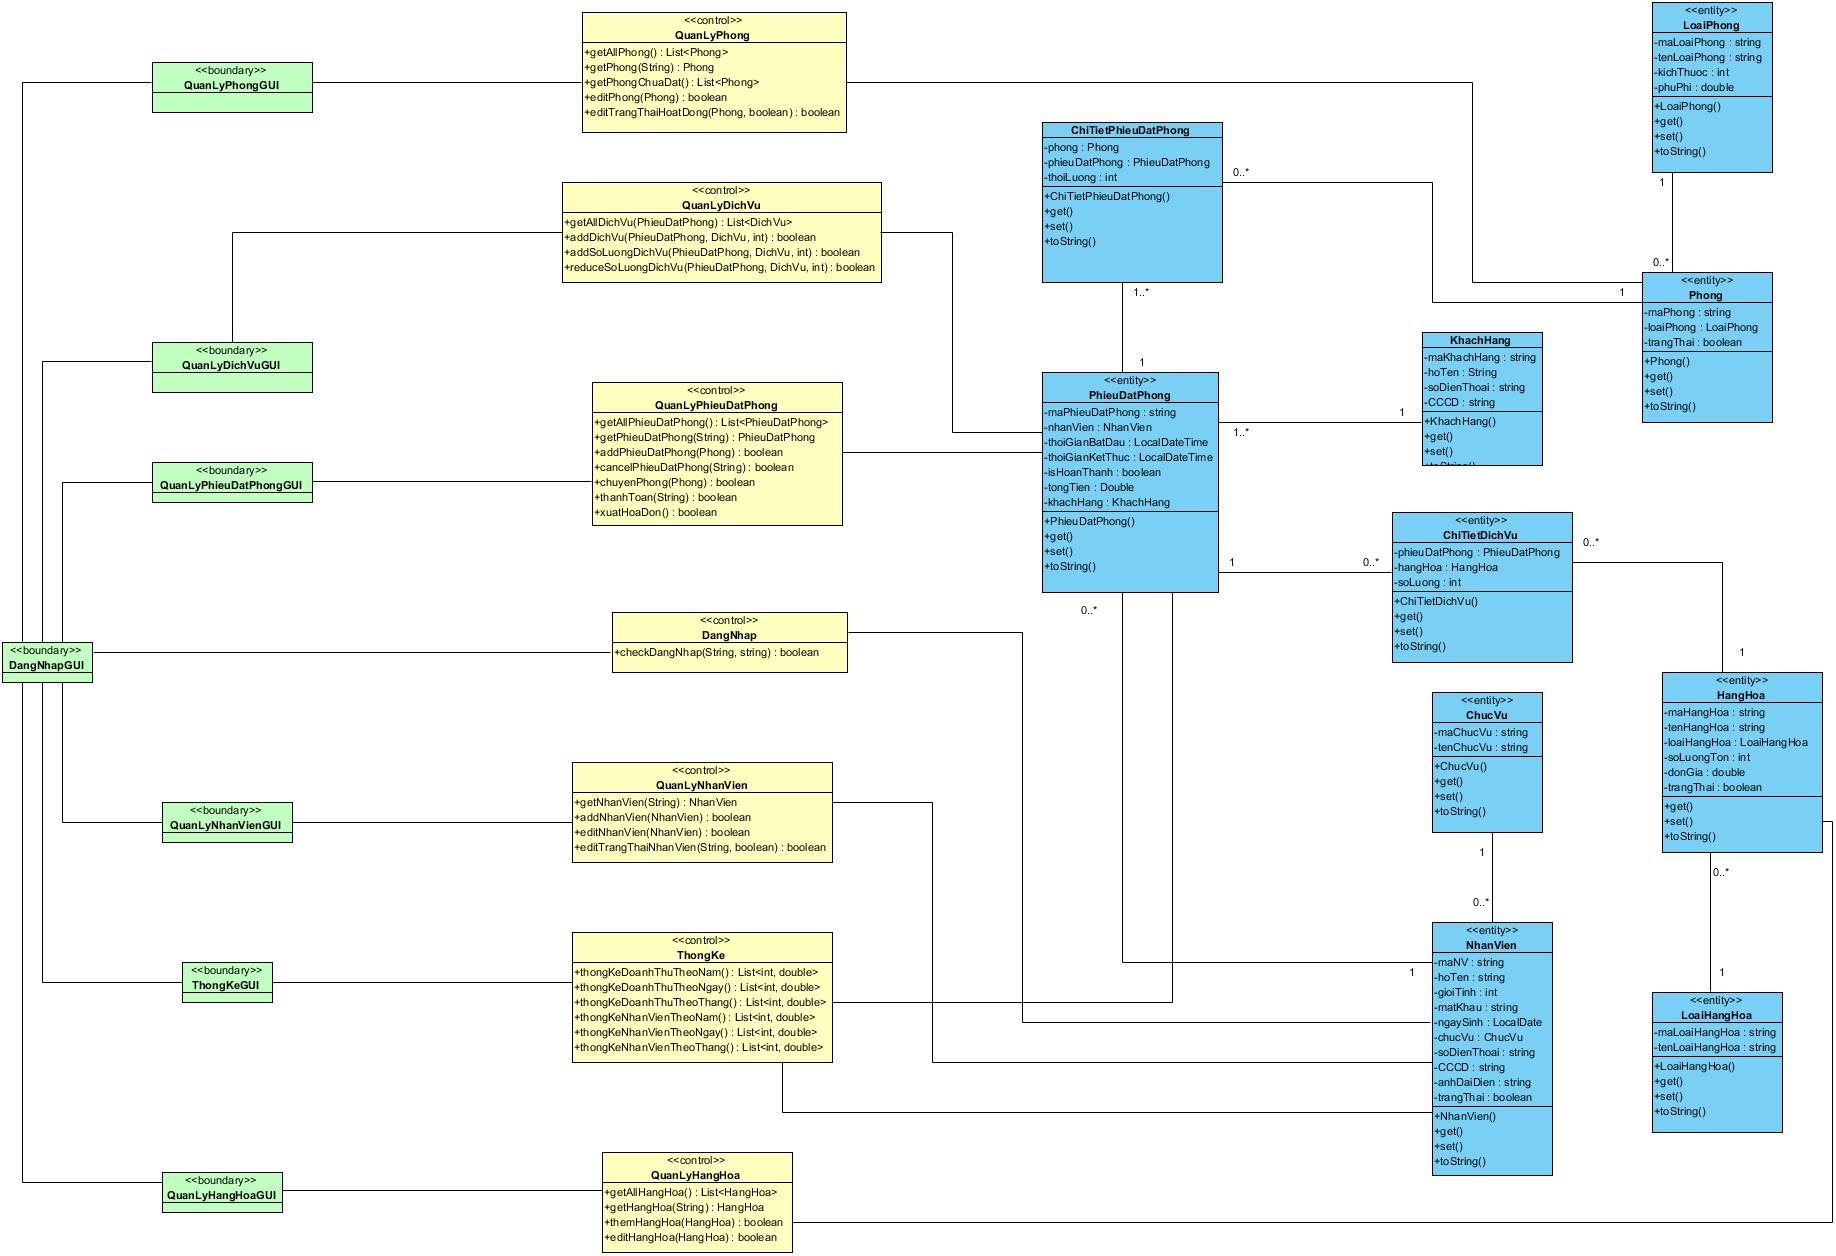 <<control>>
QuanLyPhong
+getAllPhong() : List<Phong>
+getPhong(String) : Phong
+getPhongChuaDat() : List<Phong>
+editPhong(Phong) : boolean
+editTrangThaiHoatDong(Phong, boolean) : boolean
<<boundary>>
QuanLyPhongGUI
<<entity>>
LoaiPhong
-maLoaiPhong : string
-tenLoaiPhong : string
-kichThuoc : int
-phuPhi : double
+LoaiPhong()
+get()
+set()
+toString()
1
0..*
ChiTietPhieuDatPhong
-phong : Phong
-phieuDatPhong : PhieuDatPhong
-thoiLuong : int
+ChiTietPhieuDatPhong()
+get()
+set()
+toString()
0..*
1
1..*
1
<<control>>
QuanLyDichVu
+getAllDichVu(PhieuDatPhong) : List<DichVu>
+addDichVu(PhieuDatPhong, DichVu, int) : boolean
+addSoLuongDichVu(PhieuDatPhong, DichVu, int) : boolean
+reduceSoLuongDichVu(PhieuDatPhong, DichVu, int) : boolean
<<entity>>
Phong
-maPhong : string
-loaiPhong : LoaiPhong
-trangThai : boolean
+Phong()
+get()
+set()
+toString()
<<boundary>>
QuanLyDichVuGUI
KhachHang
-maKhachHang : string
-hoTen : String
-soDienThoai : string
-CCCD : string
+KhachHang()
+get()
+set()
+toString()
1
1..*
<<control>>
QuanLyPhieuDatPhong
+getAllPhieuDatPhong() : List<PhieuDatPhong>
+getPhieuDatPhong(String) : PhieuDatPhong
+addPhieuDatPhong(Phong) : boolean
+cancelPhieuDatPhong(String) : boolean
+chuyenPhong(Phong) : boolean
+thanhToan(String) : boolean
+xuatHoaDon() : boolean
<<entity>>
PhieuDatPhong
-maPhieuDatPhong : string
-nhanVien : NhanVien
-thoiGianBatDau : LocalDateTime
-thoiGianKetThuc : LocalDateTime
-isHoanThanh : boolean
-tongTien : Double
-khachHang : KhachHang
+PhieuDatPhong()
+get()
+set()
+toString()
<<boundary>>
QuanLyPhieuDatPhongGUI
1
0..*
<<entity>>
ChiTietDichVu
-phieuDatPhong : PhieuDatPhong
-hangHoa : HangHoa
-soLuong : int
+ChiTietDichVu()
+get()
+set()
+toString()
0..*
1
0..*
<<boundary>>
DangNhapGUI
<<control>>
DangNhap
+checkDangNhap(String, string) : boolean
<<entity>>
HangHoa
-maHangHoa : string
-tenHangHoa : string
-loaiHangHoa : LoaiHangHoa
-soLuongTon : int
-donGia : double
-trangThai : boolean
+get()
+set()
+toString()
<<entity>>
ChucVu
-maChucVu : string
-tenChucVu : string
+ChucVu()
+get()
+set()
+toString()
1
0..*
<<control>>
QuanLyNhanVien
+getNhanVien(String) : NhanVien
+addNhanVien(NhanVien) : boolean
+editNhanVien(NhanVien) : boolean
+editTrangThaiNhanVien(String, boolean) : boolean
<<boundary>>
QuanLyNhanVienGUI
0..*
1
<<control>>
ThongKe
+thongKeDoanhThuTheoNam() : List<int, double>
+thongKeDoanhThuTheoNgay() : List<int, double>
+thongKeDoanhThuTheoThang() : List<int, double>
+thongKeNhanVienTheoNam() : List<int, double>
+thongKeNhanVienTheoNgay() : List<int, double>
+thongKeNhanVienTheoThang() : List<int, double>
<<boundary>>
ThongKeGUI
1
<<entity>>
NhanVien
-maNV : string
-hoTen : string
-gioiTinh : int
-matKhau : string
-ngaySinh : LocalDate
-chucVu : ChucVu
-soDienThoai : string
-CCCD : string
-anhDaiDien : string
-trangThai : boolean
+NhanVien()
+get()
+set()
+toString()
<<entity>>
LoaiHangHoa
-maLoaiHangHoa : string
-tenLoaiHangHoa : string
+LoaiHangHoa()
+get()
+set()
+toString()
<<boundary>>
QuanLyHangHoaGUI
<<control>>
QuanLyHangHoa
+getAllHangHoa() : List<HangHoa>
+getHangHoa(String) : HangHoa
+themHangHoa(HangHoa) : boolean
+editHangHoa(HangHoa) : boolean